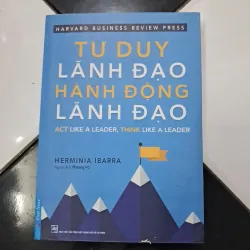 HARVARD BUSINESS REVIEW PRESS
TƯ DUY
LÃNH ĐẠO
HÀNH ĐỘNG
LÃNH ĐẠO
ACT LIKE A LEADER, THINK LIKE A LEADER
HERMINIA IBARRA